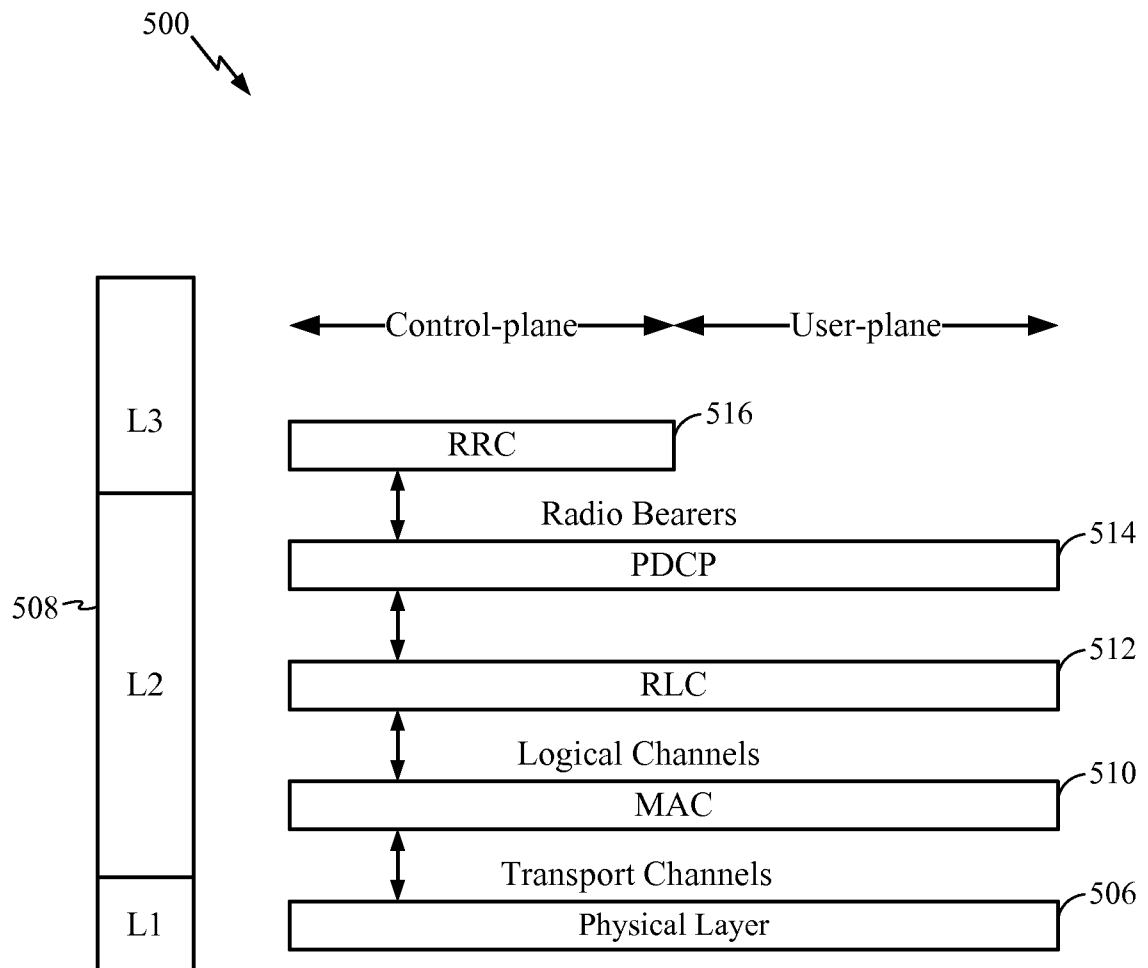 500
Control-plane
User-plane
L3
516
RRC
Radio Bearers
514
PDCP
508
L2
512
RLC
Logical Channels
510
MAC
Transport Channels
506
L1
Physical Layer